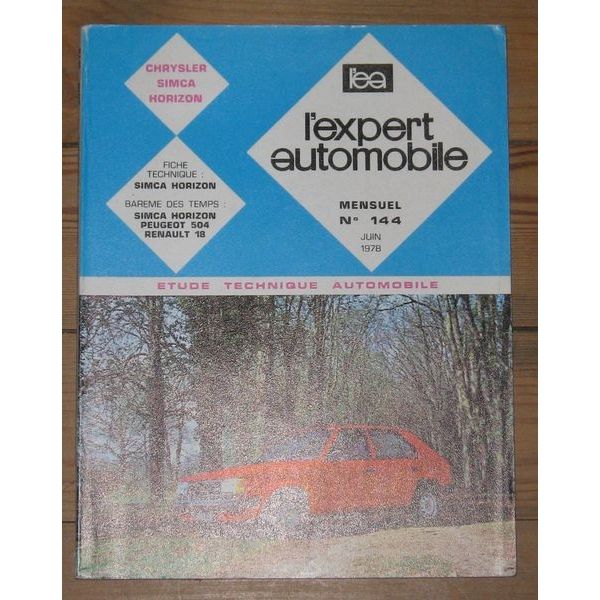 CHRYSLER
SIMCA
HORIZON
FICHE
TECHNIQUE :
SIMCA HORIZON
BAREME DES TEMPS :
SIMCA HORIZON
PEUGEOT 504
RENAULT 18
l'ea
l'expert
automobile
MENSUEL
N° 144
JUIN
1978
ETUDE TECHNIQUE AUTOMOBILE